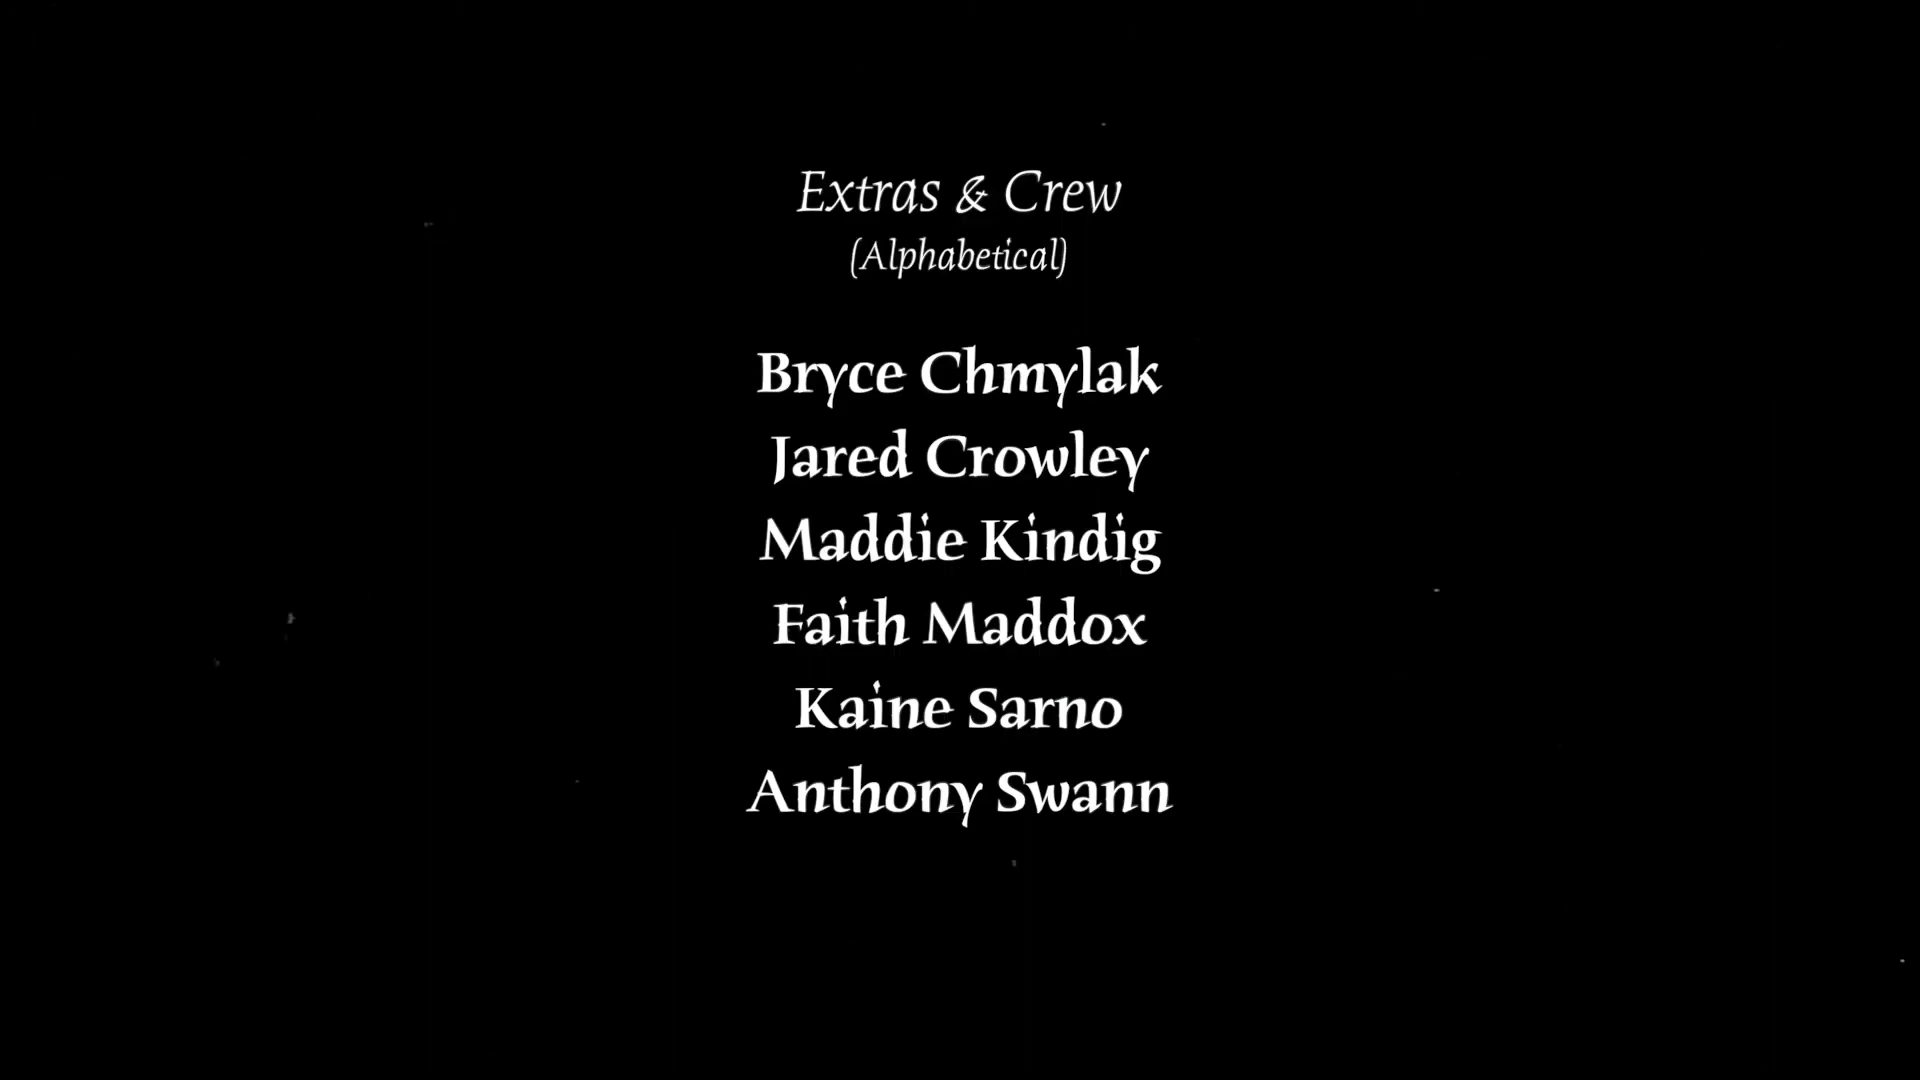 Extras & Crew
(Alphabetical)
Bryce Chmylak
Jared Crowley
Maddie Kindig
Faith Maddox
Kaine Sarno
Anthony Swann